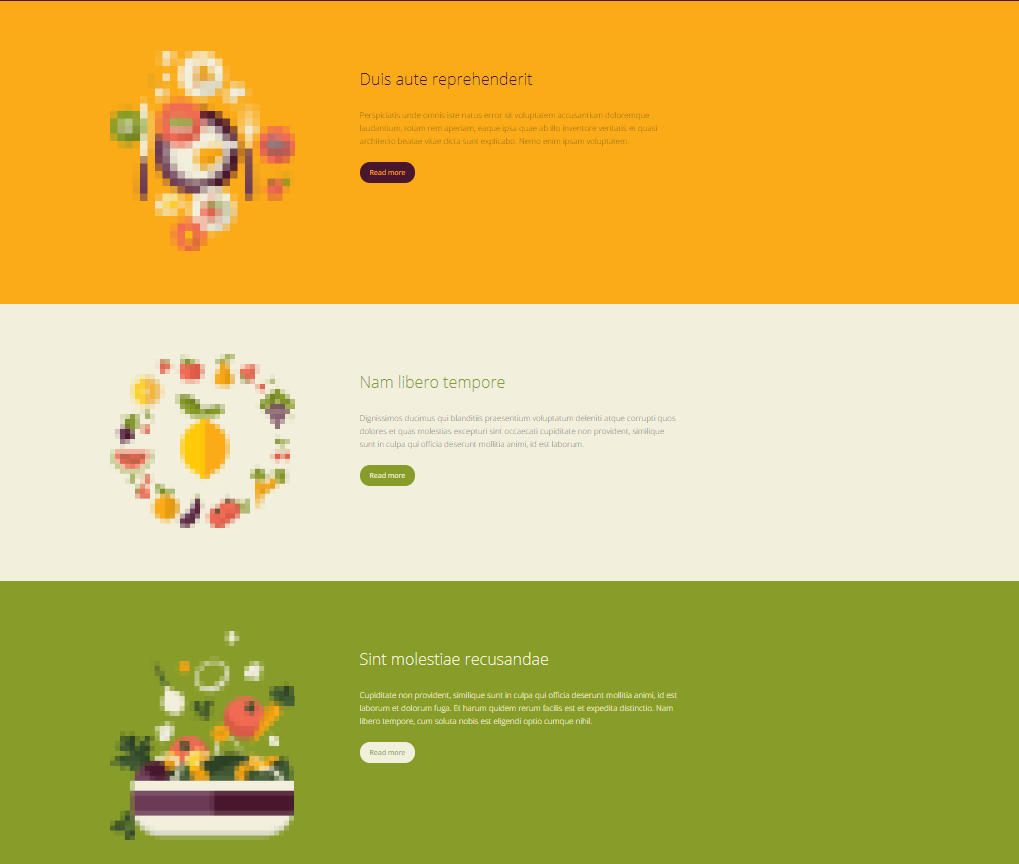 Duis aute reprehenderit
Perspiciatis unde omnis iste natus error sit voluptatem accusantium doloremque
laudantium, totam rem aperiam, eaque ipsa quae ab illo inventore veritatis et quasi
architecto beatae vitae dicta sunt explicabo. Nemo enim ipsam voluptatem.
Read more
Nam libero tempore
Dignissimos ducimus qui blanditiis praesentium voluptatum deleniti atque corrupti quos
dolores et quas molestias excepturi sint occaecati cupiditate non provident, similique
sunt in culpa qui officia deserunt mollitia animi, id est laborum.
Read more
Sint molestiae recusandae
Cupiditate non provident, similique sunt in culpa qui officia deserunt mollitia animi, id est
laborum et dolorum fuga. Et harum quidem rerum facilis est et expedita distinctio. Nam
libero tempore, cum soluta nobis est eligendi optio cumque nihil.
Read more